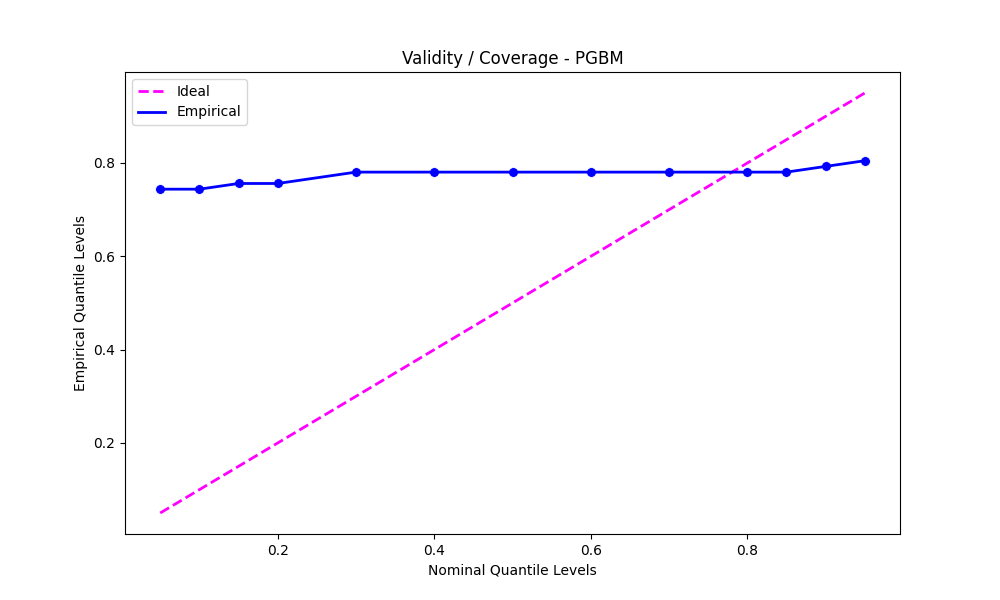 Validity / Coverage - PGBM
Ideal
Empirical
0.8
0.6
0.4
0.2
Empirical Quantile Levels
0.2 0.4 0.6 0.8
Nominal Quantile Levels